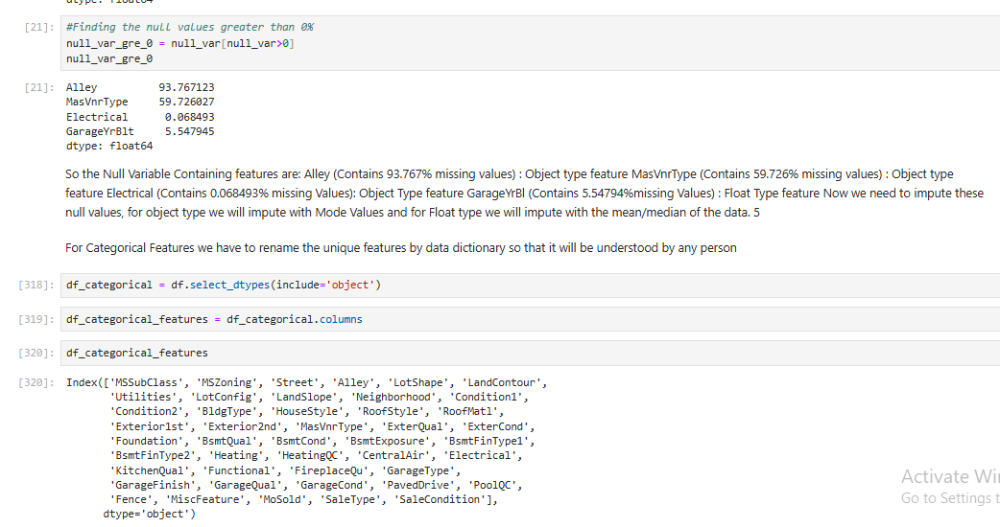 dtype: float64
[21]: #Finding the null values greater than 0%
null_var_gre_0 = null_var[null_var>0]
null_var_gre_0
[21]: Alley 93.767123
MasVnrType 59.726027
Electrical 0.068493
GarageYrBlt 5.547945
dtype: float64
So the Null Variable Containing features are: Alley (Contains 93.767% missing values) : Object type feature MasVnrType (Contains 59.726% missing values) : Object type
feature Electrical (Contains 0.068493% missing Values): Object Type feature GarageYrBl (Contains 5.54794%missing Values) : Float Type feature Now we need to impute these
null values, for object type we will impute with Mode Values and for Float type we will impute with the mean/median of the data. 5
For Categorical Features we have to rename the unique features by data dictionary so that it will be understood by any person
[318]: df_categorical = df.select_dtypes(include='object')
[319]: df_categorical_features = df_categorical.columns
[320]: df_categorical_features
[320]: Index(['MSSubClass', 'MSZoning', 'Street', 'Alley', 'LotShape', 'LandContour',
'Utilities', 'LotConfig', 'LandSlope', 'Neighborhood', 'Condition1',
'Condition2', 'BldgType', 'HouseStyle', 'RoofStyle', 'RoofMatl',
'Exterior1st', 'Exterior2nd', 'MasVnrType', 'ExterQual', 'ExterCond',
'Foundation', 'BsmtQual', 'BsmtCond', 'BsmtExposure', 'BsmtFinType1',
'BsmtFinType2', 'Heating', 'HeatingQC', 'CentralAir', 'Electrical',
'KitchenQual', 'Functional', 'FireplaceQu', 'GarageType',
'GarageFinish', 'GarageQual', 'GarageCond', 'PavedDrive', 'PoolQC',
'Fence', 'MiscFeature', 'MoSold', 'SaleType', 'SaleCondition'],
dtype='object')
Activate Wi
Go to Settings t